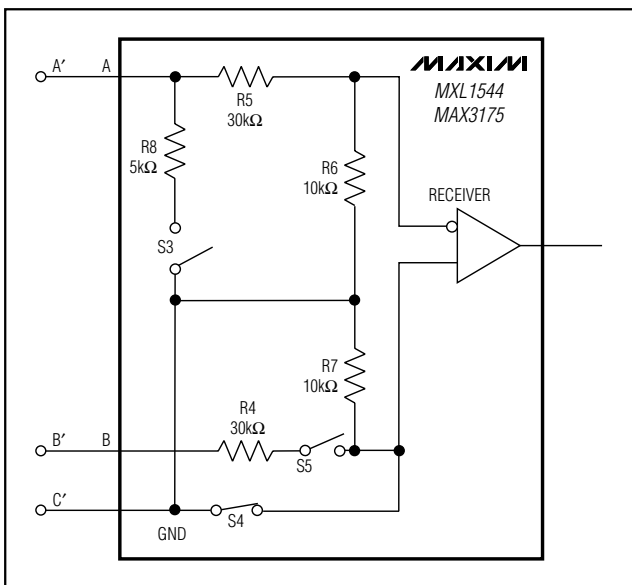 A′ A
MAXIM
MXL1544
MAX3175
R5
30kΩ
R8
5kΩ
R6
10kΩ
RECEIVER
S3
R7
10kΩ
R4
30kΩ
B′ B
S5
C′
S4
GND